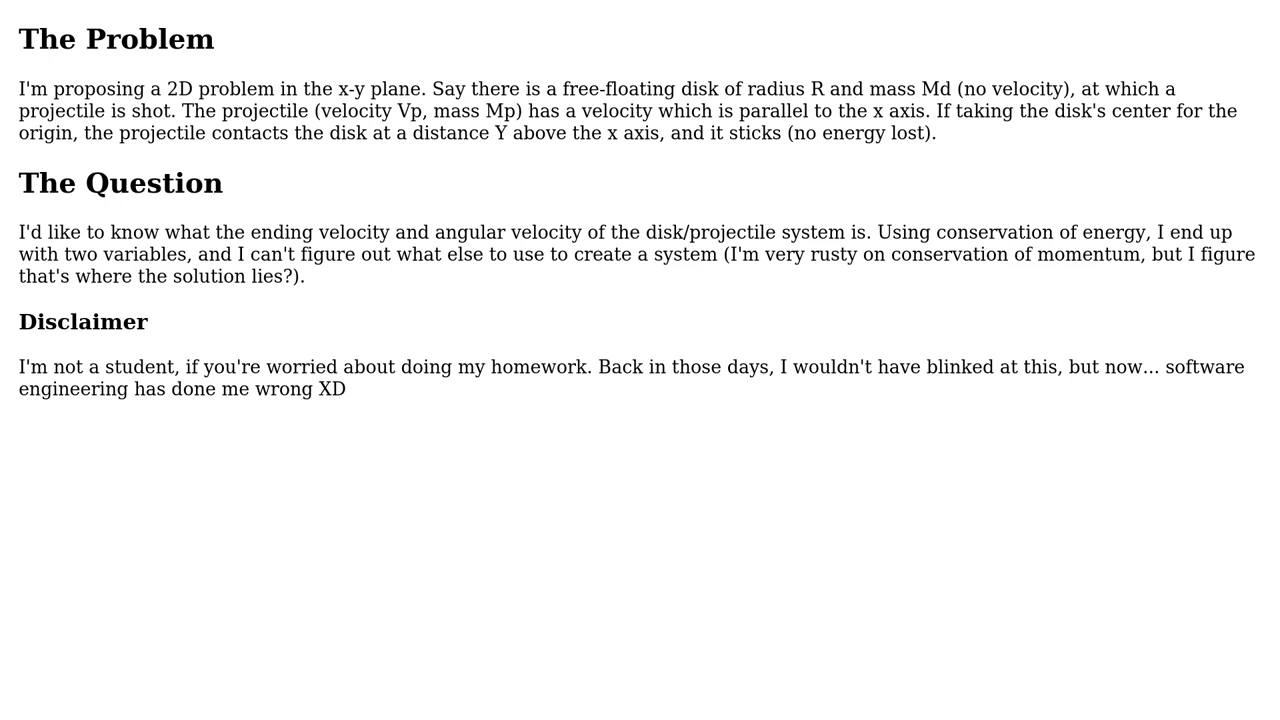 The Problem
I'm proposing a 2D problem in the x-y plane. Say there is a free-floating disk of radius R and mass Md (no velocity), at which a
projectile is shot. The projectile (velocity Vp, mass Mp) has a velocity which is parallel to the x axis. If taking the disk's center for the
origin, the projectile contacts the disk at a distance Y above the x axis, and it sticks (no energy lost).
The Question
I'd like to know what the ending velocity and angular velocity of the disk/projectile system is. Using conservation of energy, I end up
with two variables, and I can't figure out what else to use to create a system (I'm very rusty on conservation of momentum, but I figure
that's where the solution lies?).
Disclaimer
I'm not a student, if you're worried about doing my homework. Back in those days, I wouldn't have blinked at this, but now... software
engineering has done me wrong XD